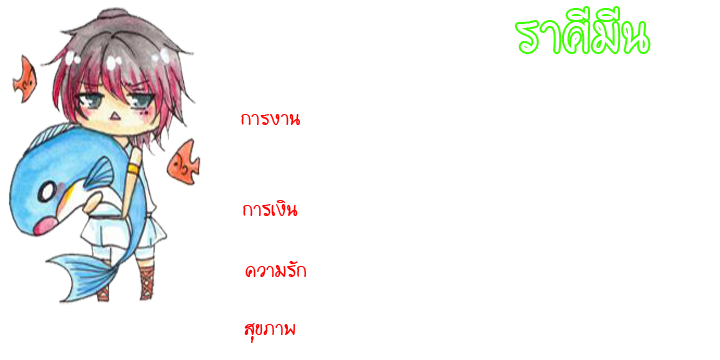 ราศีมีน
การงาน
การเงิน
ความรัก
สุขภาพ